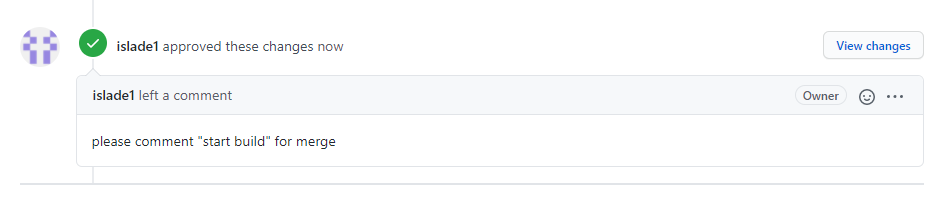 islade1 approved these changes now
View changes
islade1 left a comment
Owner
please comment "start build" for merge